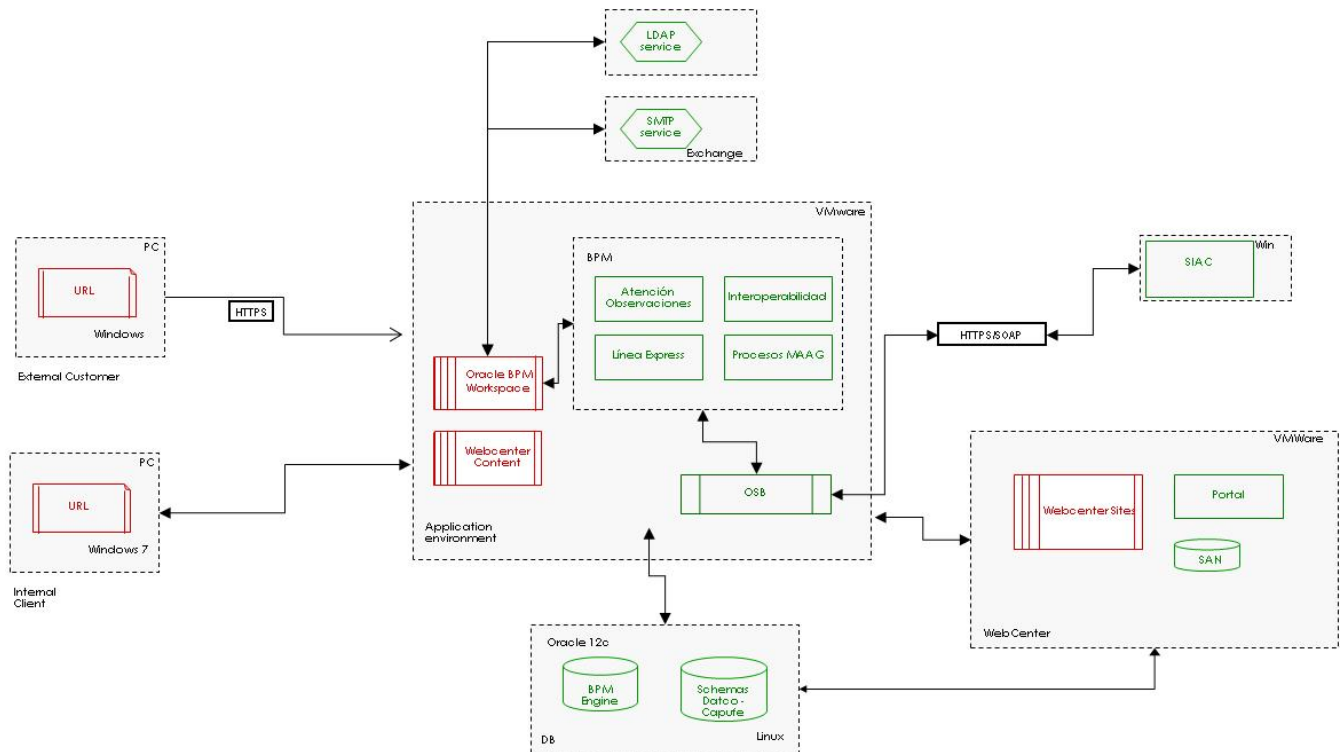 LDAP
service
SMTP
service
Exchange
VMware
PC
URL
Windows
External Customer
HTTPS
BPM
Atención
Observaciones
Interoperabilidad
Línea Express
Procesos MAAG
Oracle BPM
Workspace
Webcenter
Content
OSB
Application
environment
HTTPS/SOAP
Win
SIAC
PC
URL
Windows 7
Internal
Client
VMWare
Webcenter Sites
Portal
SAN
WebCenter
Oracle 12c
BPM
Engine
Schemas
Datco -
Capufe
DB
Linux